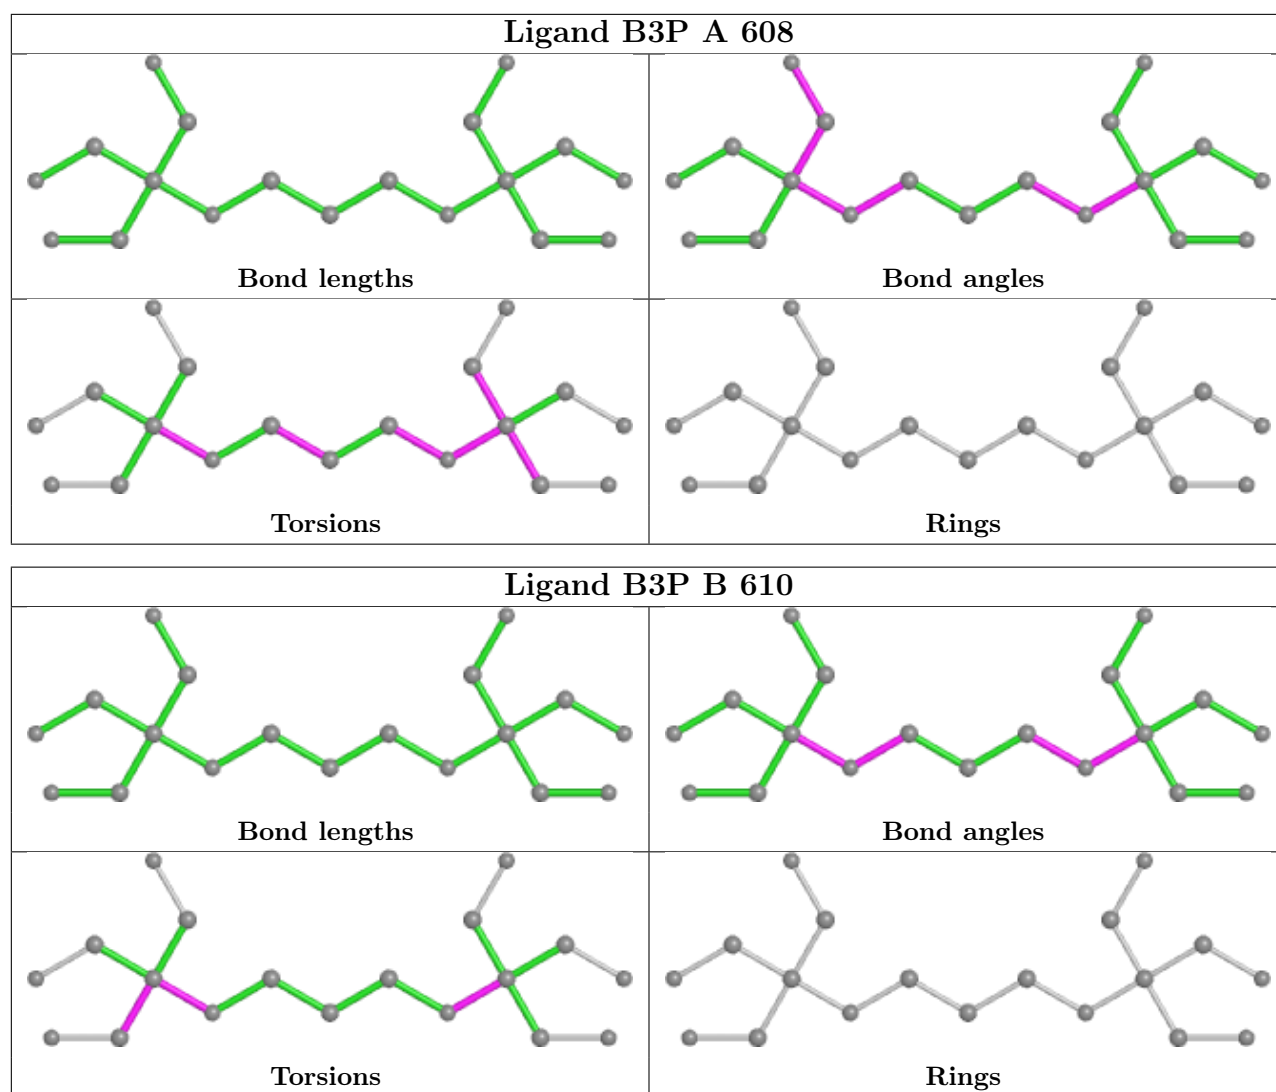 Ligand B3P A 608
Bond lengths
Bond angles
Torsions
Rings
Ligand B3P B 610
Bond lengths
Bond angles
Torsions
Rings